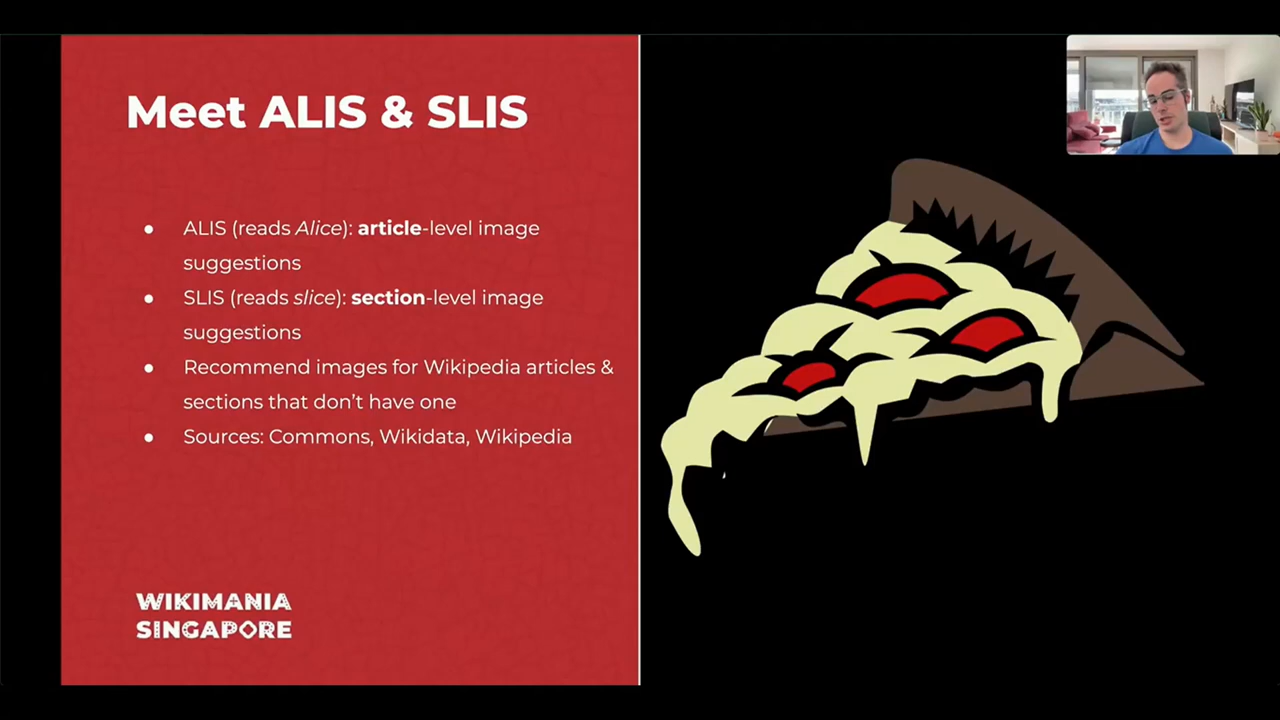 Meet ALIS & SLIS
● ALIS (reads Alice): article-level image
suggestions
● SLIS (reads slice): section-level image
suggestions
● Recommend images for Wikipedia articles &
sections that don’t have one
● Sources: Commons, Wikidata, Wikipedia
WIKIMANIA
SINGAPORE